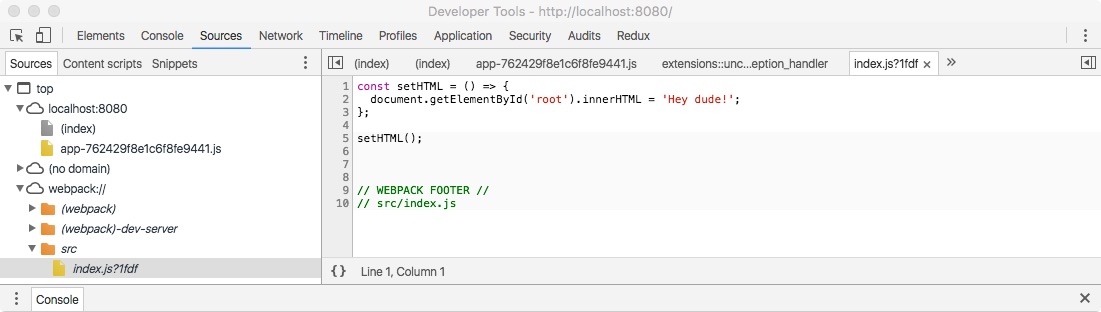 Developer Tools - http://localhost:8080/
Elements Console Sources Network Timeline Profiles Application Security Audits Redux
Sources Content scripts Snippets
(index) (index) app-762429f8e1c6f8fe9441.js extensions::unc...eption_handler index.js?1fdf × »
top
localhost:8080
(index)
app-762429f8e1c6f8fe9441.js
(no domain)
webpack://
(webpack)
(webpack)-dev-server
src
index.js?1fdf
1 const setHTML = () => {
2   document.getElementById('root').innerHTML = 'Hey dude!';
3 };
4
5 setHTML();
6
7
8
9 // WEBPACK FOOTER //
10 // src/index.js
{} Line 1, Column 1
Console ×